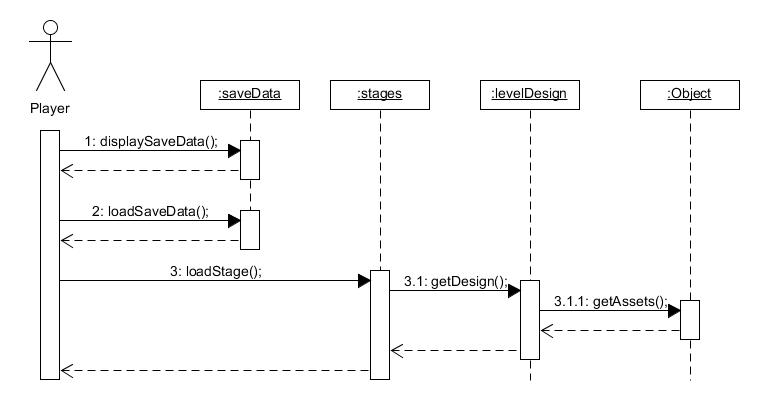 Player
:saveData
:stages
:levelDesign
:Object
1: displaySaveData();
2: loadSaveData();
3: loadStage();
3.1: getDesign();
3.1.1: getAssets();